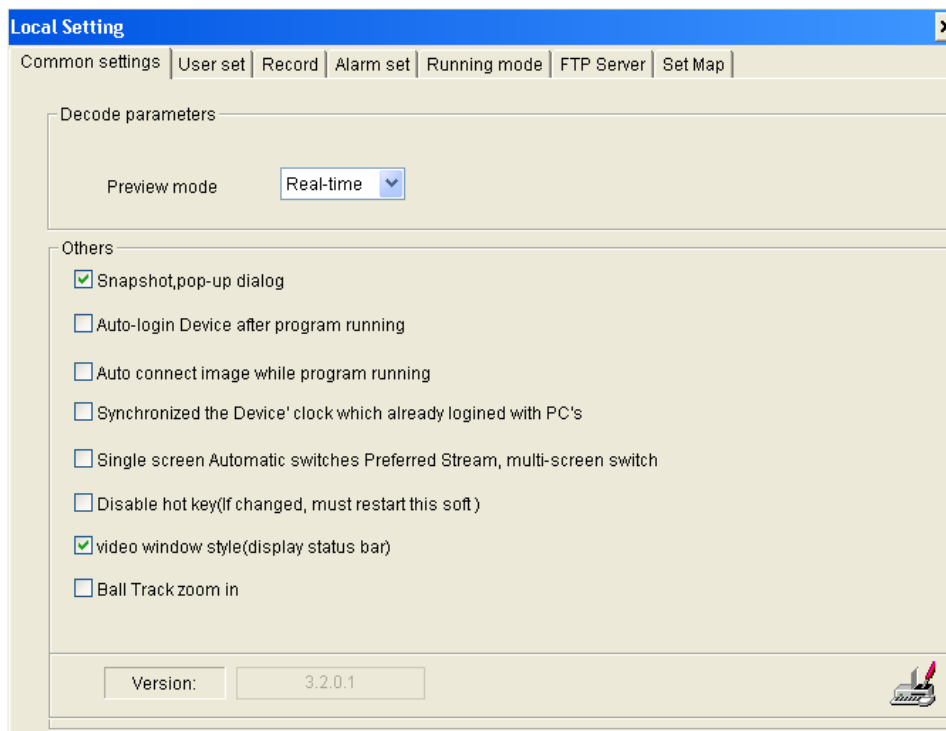 Local Setting
Common settings User set Record Alarm set Running mode FTP Server Set Map
Decode parameters
Preview mode Real-time
Others
Snapshot,pop-up dialog
Auto-login Device after program running
Auto connect image while program running
Synchronized the Device' clock which already logined with PC's
Single screen Automatic switches Preferred Stream, multi-screen switch
Disable hot key(If changed, must restart this soft )
video window style(display status bar)
Ball Track zoom in
Version: 3.2.0.1